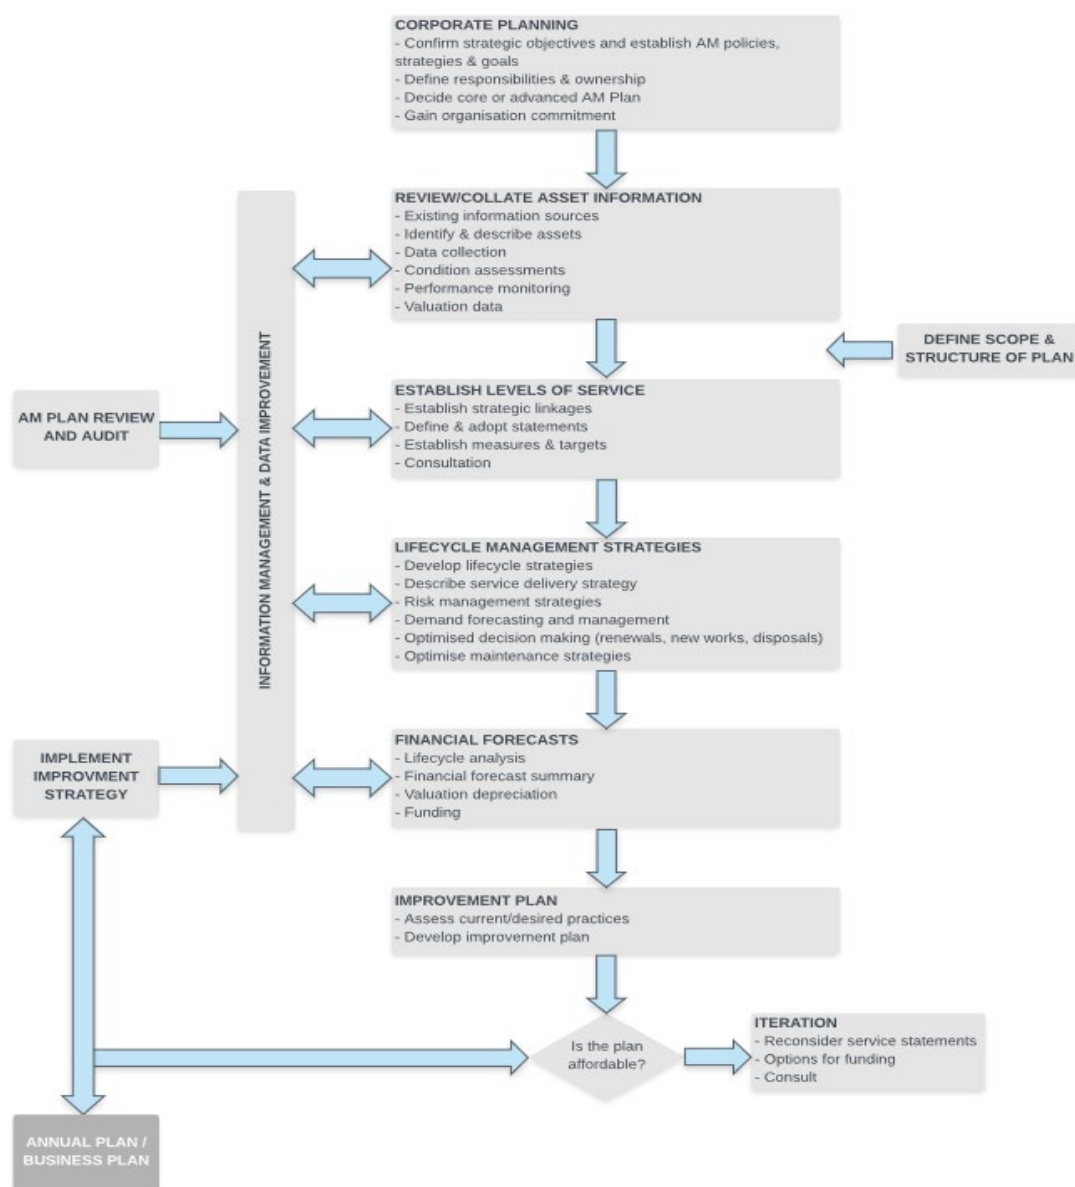 CORPORATE PLANNING
- Confirm strategic objectives and establish AM policies,
strategies & goals
- Define responsibilities & ownership
- Decide core or advanced AM Plan
- Gain organisation commitment
REVIEW/COLLATE ASSET INFORMATION
- Existing information sources
- Identify & describe assets
- Data collection
- Condition assessments
- Performance monitoring
- Valuation data
DEFINE SCOPE &
STRUCTURE OF PLAN
ESTABLISH LEVELS OF SERVICE
- Establish strategic linkages
- Define & adopt statements
- Establish measures & targets
- Consultation
AM PLAN REVIEW
AND AUDIT
INFORMATION MANAGEMENT & DATA IMPROVEMENT
LIFECYCLE MANAGEMENT STRATEGIES
- Develop lifecycle strategies
- Describe service delivery strategy
- Risk management strategies
- Demand forecasting and management
- Optimised decision making (renewals, new works, disposals)
- Optimise maintenance strategies
FINANCIAL FORECASTS
- Lifecycle analysis
- Financial forecast summary
- Valuation depreciation
- Funding
IMPLEMENT
IMPROVMENT
STRATEGY
IMPROVEMENT PLAN
- Assess current/desired practices
- Develop improvement plan
Is the plan
affordable?
ITERATION
- Reconsider service statements
- Options for funding
- Consult
ANNUAL PLAN /
BUSINESS PLAN